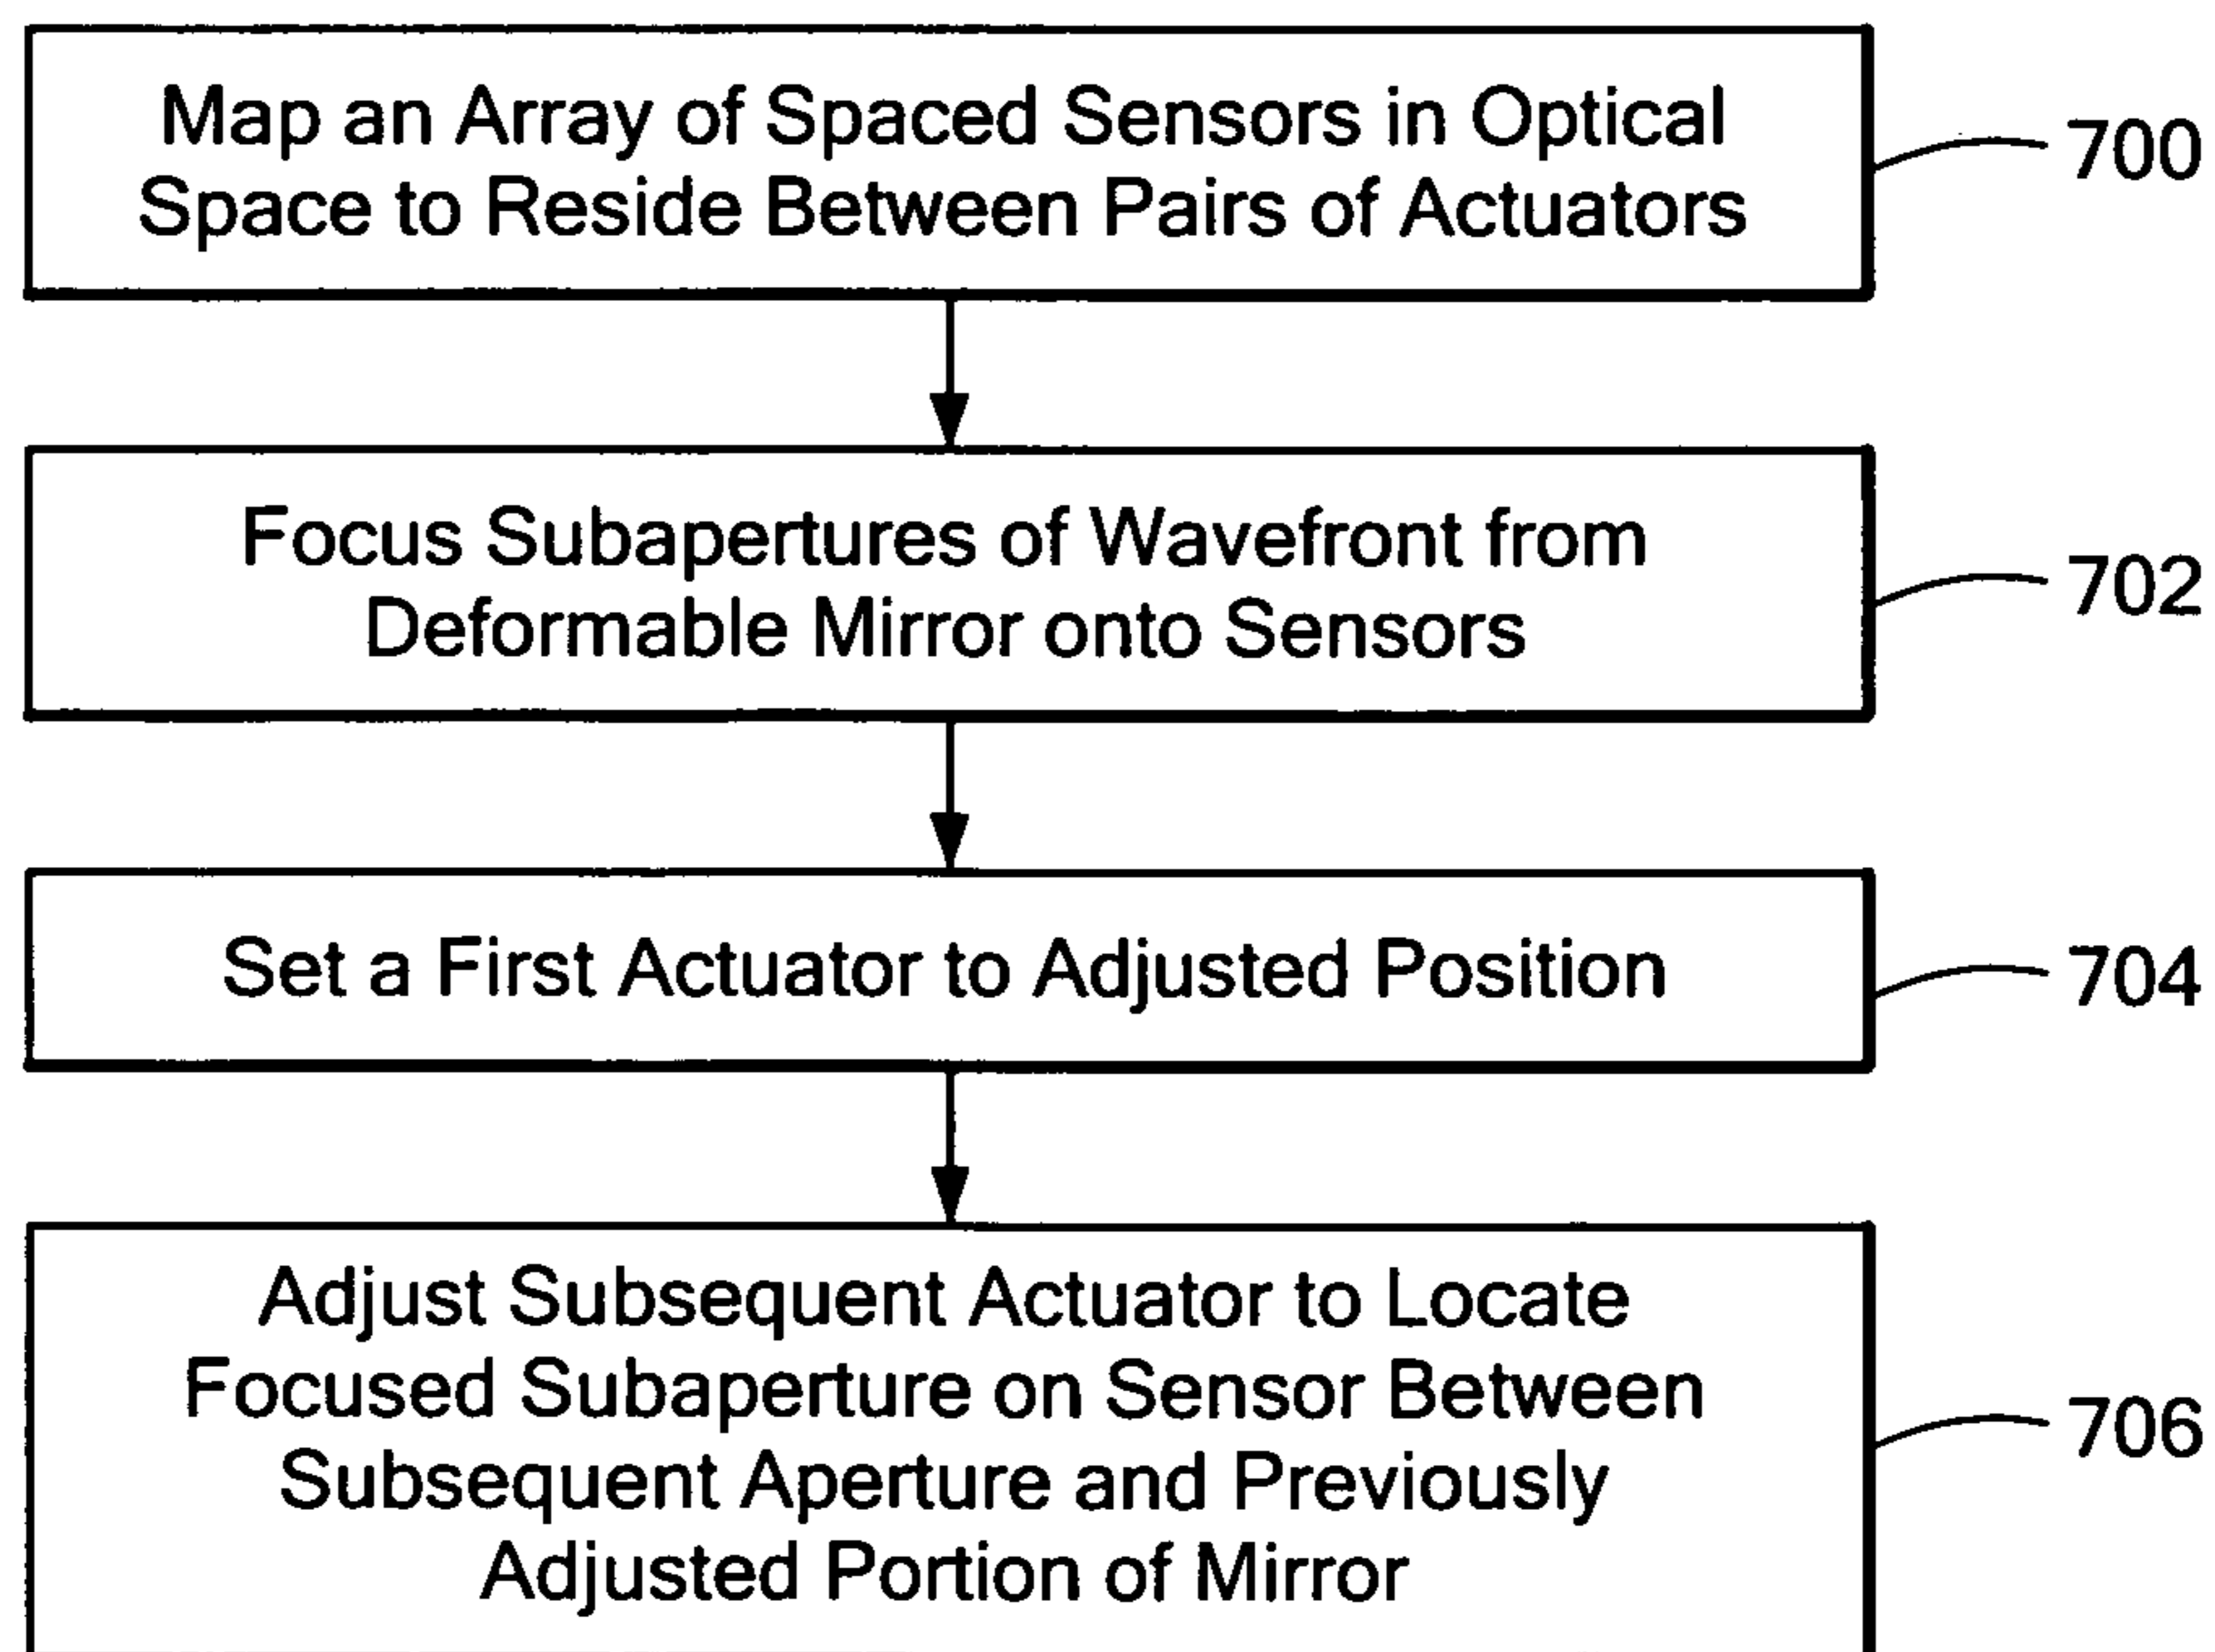 Map an Array of Spaced Sensors in Optical
Space to Reside Between Pairs of Actuators
700
Focus Subapertures of Wavefront from
Deformable Mirror onto Sensors
702
Set a First Actuator to Adjusted Position
704
Adjust Subsequent Actuator to Locate
Focused Subaperture on Sensor Between
Subsequent Aperture and Previously
Adjusted Portion of Mirror
706